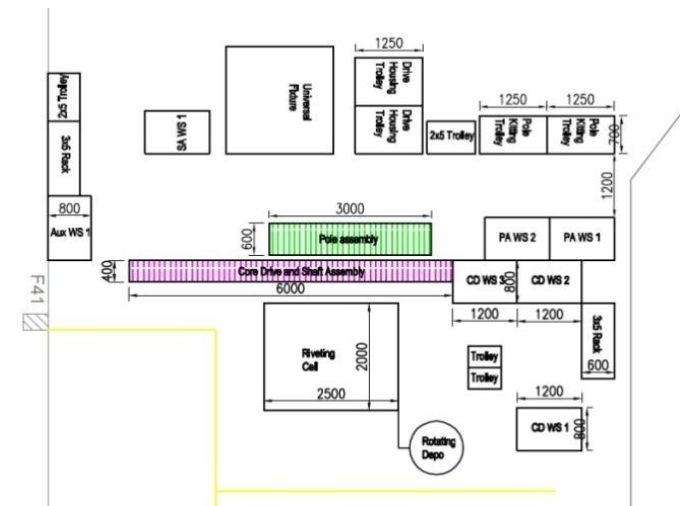 1250
2x5 Trolley
Universal
Fixture
Drive
Housing
Trolley
Drive
Housing
Trolley
1250
1250
SA WS 1
2x5 Trolley
Pole
Kitting
Trolley
Pole
Kitting
Trolley
700
3x5 Rack
1200
800
Aux WS 1
3000
600
Pole assembly
PA WS 2
PA WS 1
400
Core Drive and Shaft Assembly
6000
CD WS 3
800
CD WS 2
F41
1200
1200
Riveting
Cell
2000
2500
3x5 Rack
600
Trolley
Trolley
1200
CD WS 1
800
Rotating
Depo